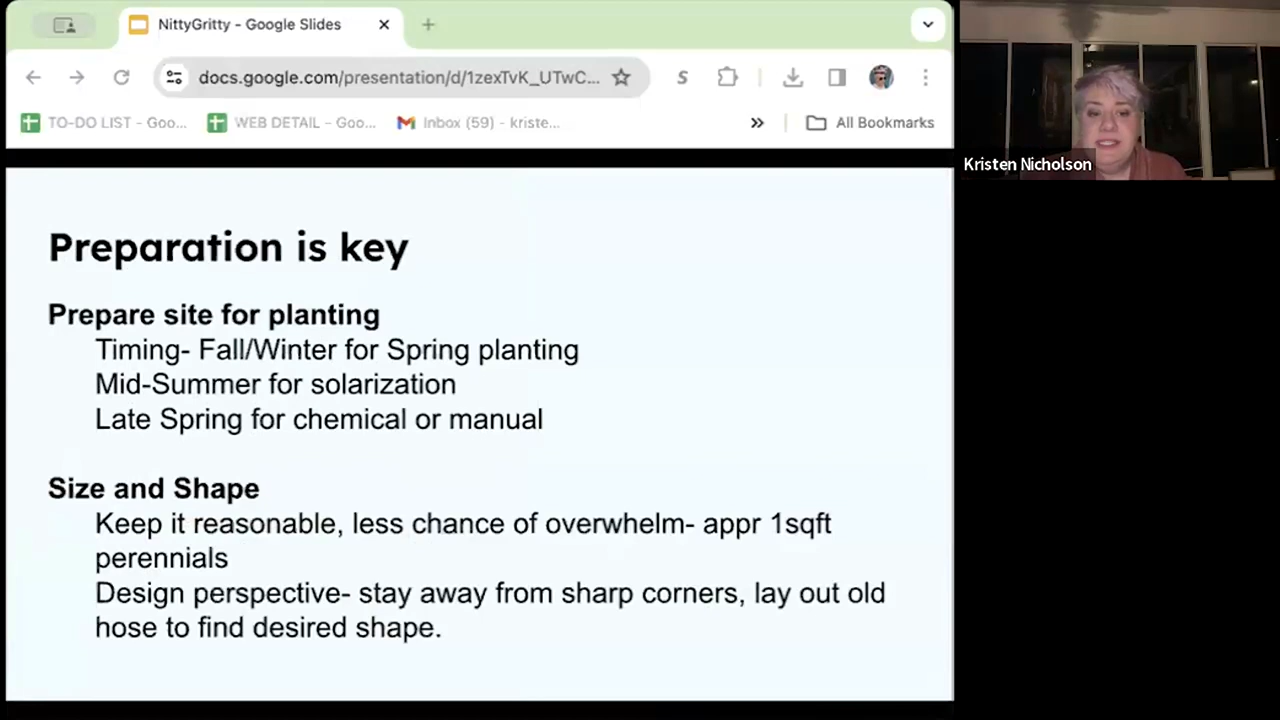 NittyGritty - Google Slides
docs.google.com/presentation/d/1zexTvK_UTwC...
TO-DO LIST - Goo... WEB DETAIL - Goo... Inbox (59) - kriste... All Bookmarks
Kristen Nicholson
Preparation is key
Prepare site for planting
Timing- Fall/Winter for Spring planting
Mid-Summer for solarization
Late Spring for chemical or manual
Size and Shape
Keep it reasonable, less chance of overwhelm- appr 1sqft
perennials
Design perspective- stay away from sharp corners, lay out old
hose to find desired shape.